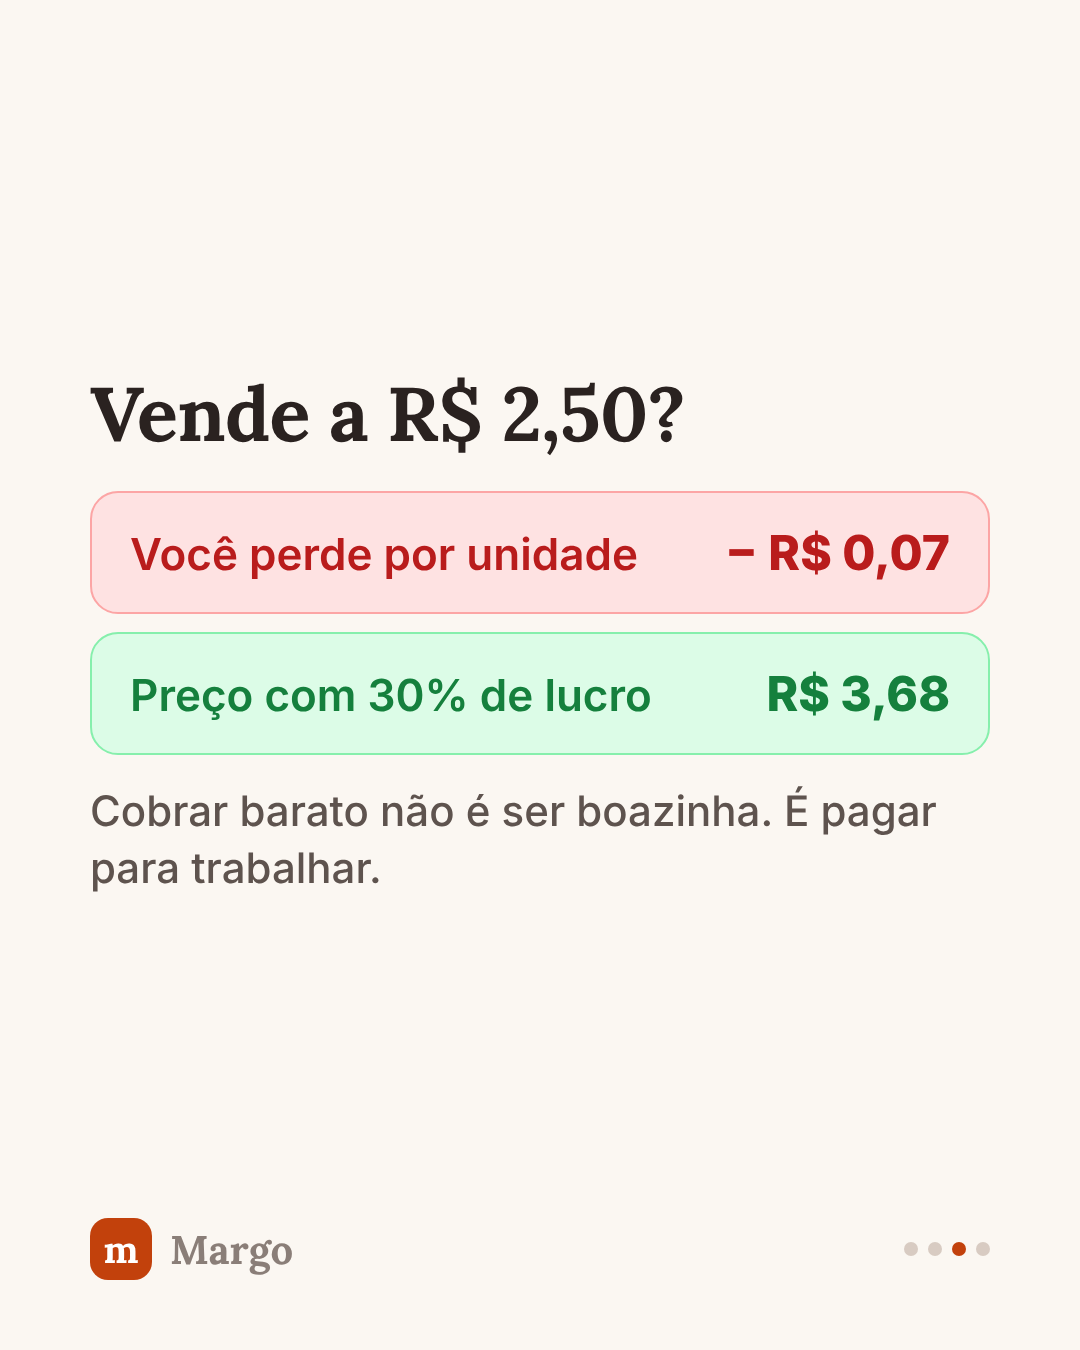 Vende a R$ 2,50?
Você perde por unidade − R$ 0,07
Preço com 30% de lucro R$ 3,68
Cobrar barato não é ser boazinha. É pagar
para trabalhar.
m Margo